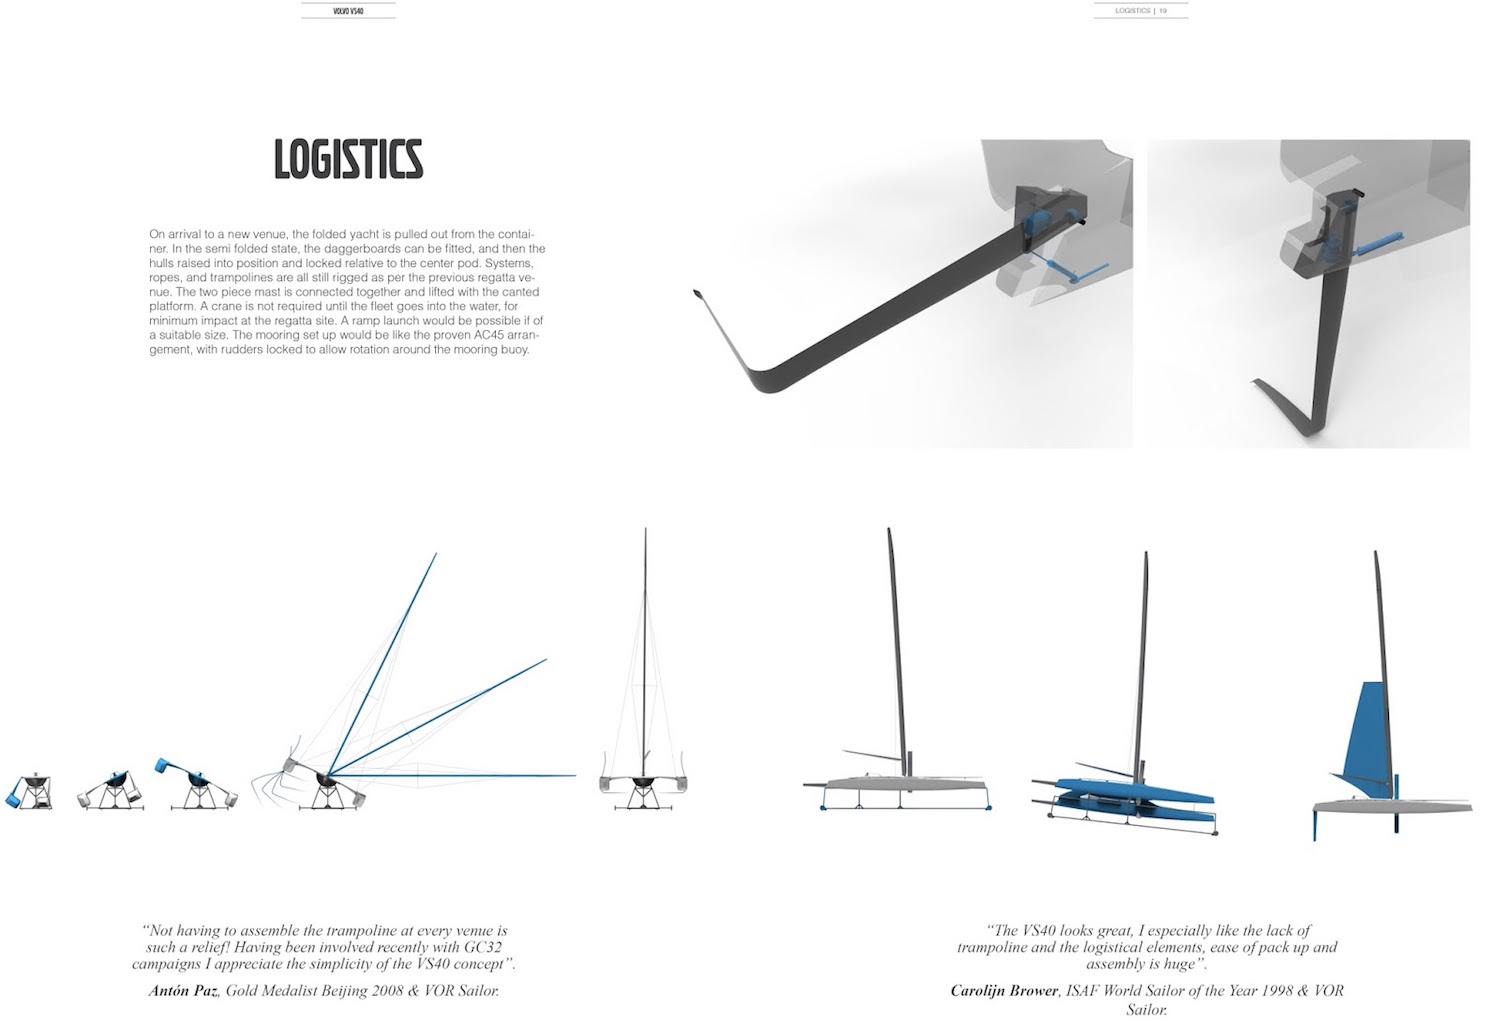 VOLVO VS40
LOGISTICS | 19
LOGISTICS
On arrival to a new venue, the folded yacht is pulled out from the contai-
ner. In the semi folded state, the daggerboards can be fitted, and then the
hulls raised into position and locked relative to the center pod. Systems,
ropes, and trampolines are all still rigged as per the previous regatta ve-
nue. The two piece mast is connected together and lifted with the canted
platform. A crane is not required until the fleet goes into the water, for
minimum impact at the regatta site. A ramp launch would be possible if of
a suitable size. The mooring set up would be like the proven AC45 arran-
gement, with rudders locked to allow rotation around the mooring buoy.
“Not having to assemble the trampoline at every venue is
such a relief! Having been involved recently with GC32
campaigns I appreciate the simplicity of the VS40 concept”.
Antón Paz, Gold Medalist Beijing 2008 & VOR Sailor.
“The VS40 looks great, I especially like the lack of
trampoline and the logistical elements, ease of pack up and
assembly is huge”.
Carolijn Brower, ISAF World Sailor of the Year 1998 & VOR
Sailor.